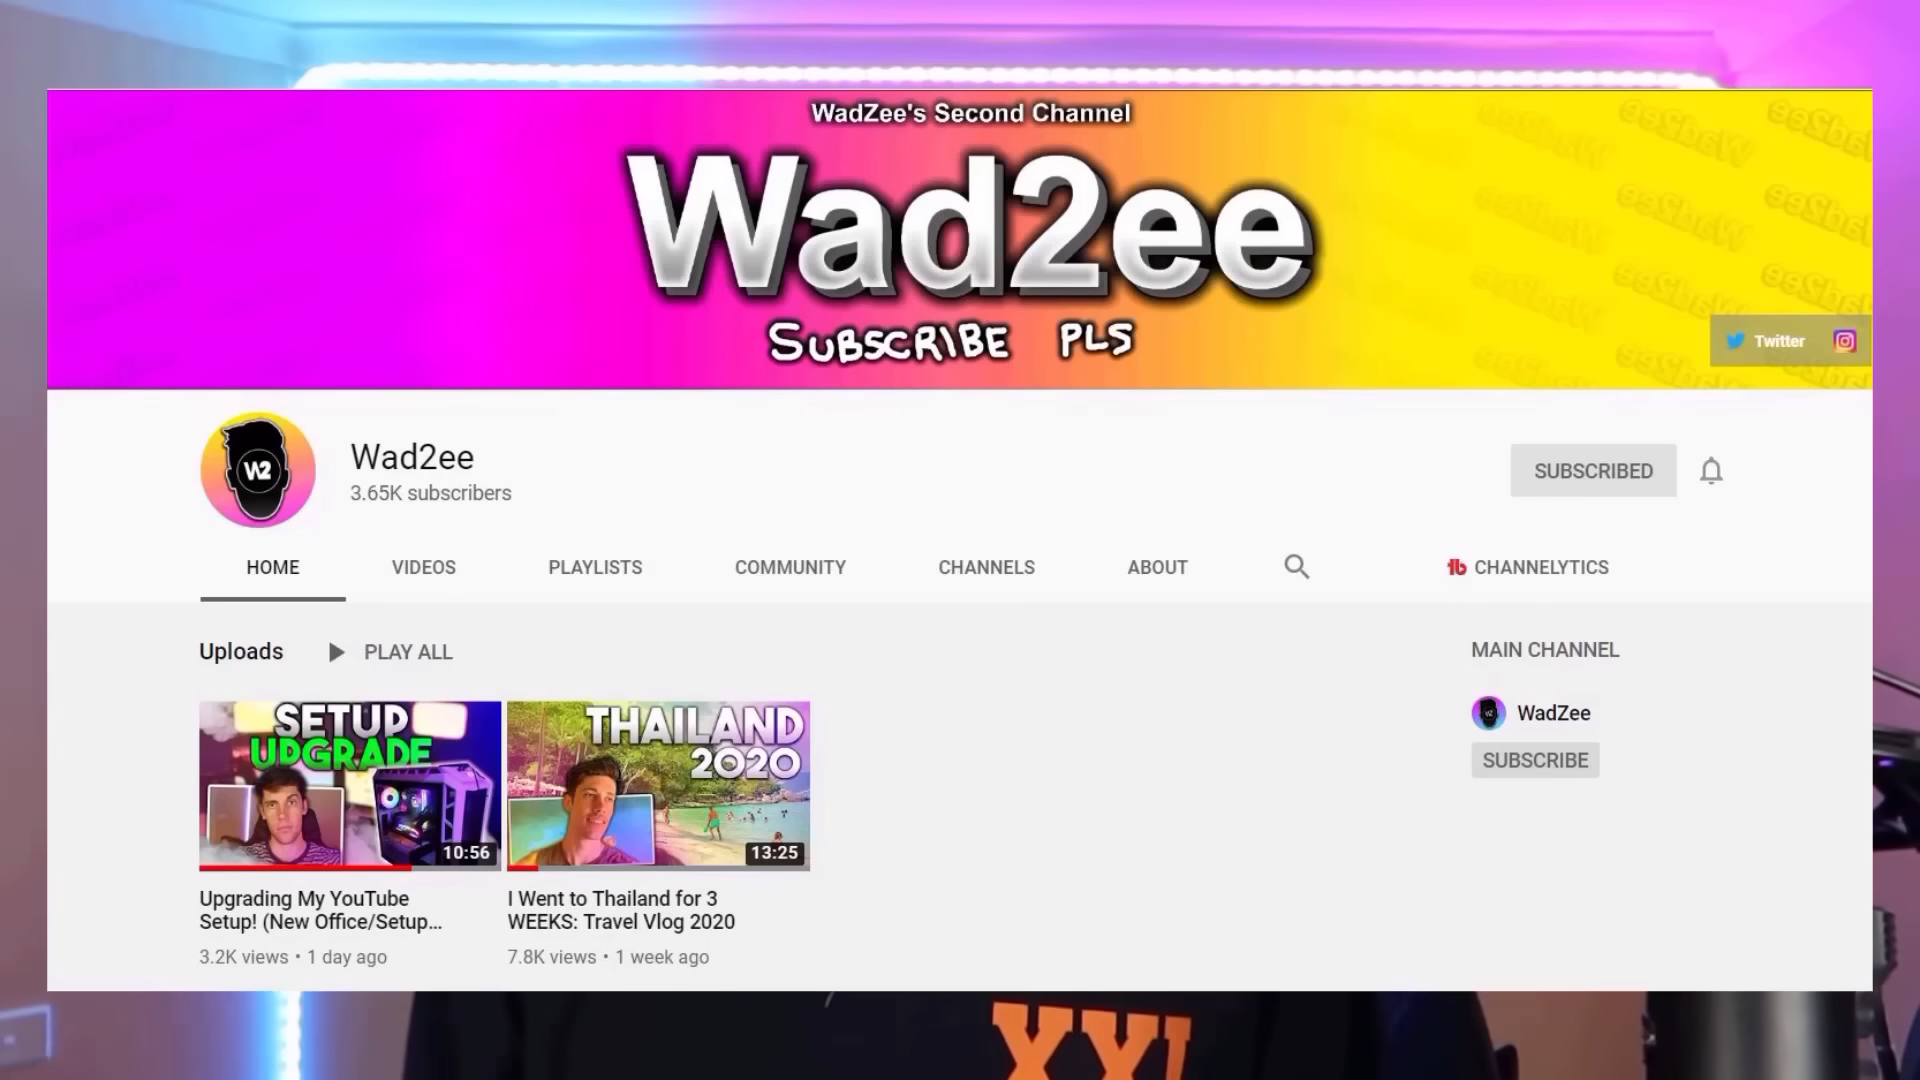 WadZee's Second Channel
Wad2ee
SUBSCRIBE PLS
Twitter
W2
Wad2ee
3.65K subscribers
SUBSCRIBED
HOME VIDEOS PLAYLISTS COMMUNITY CHANNELS ABOUT CHANNELYTICS
Uploads PLAY ALL
MAIN CHANNEL
WadZee
SUBSCRIBE
SETUP
UPGRADE
10:56
THAILAND
2020
13:25
Upgrading My YouTube
Setup! (New Office/Setup...
3.2K views • 1 day ago
I Went to Thailand for 3
WEEKS: Travel Vlog 2020
7.8K views • 1 week ago
XXL